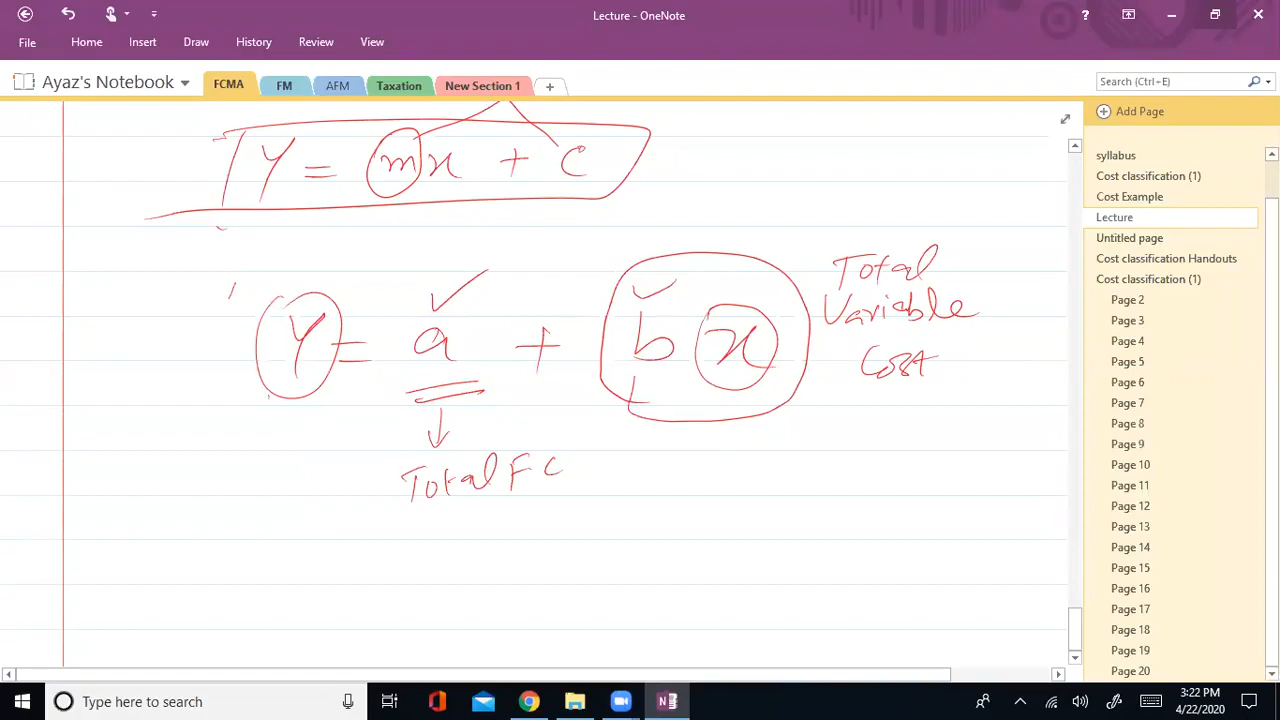 Lecture - OneNote
?
File Home Insert Draw History Review View
Ayaz's Notebook FCMA FM AFM Taxation New Section 1 +
Search (Ctrl+E)
Add Page
Y = mx + c
Y = a + b x
Total
Variable
Cost
Total FC
syllabus
Cost classification (1)
Cost Example
Lecture
Untitled page
Cost classification Handouts
Cost classification (1)
Page 2
Page 3
Page 4
Page 5
Page 6
Page 7
Page 8
Page 9
Page 10
Page 11
Page 12
Page 13
Page 14
Page 15
Page 16
Page 17
Page 18
Page 19
Page 20
Type here to search
3:22 PM
4/22/2020